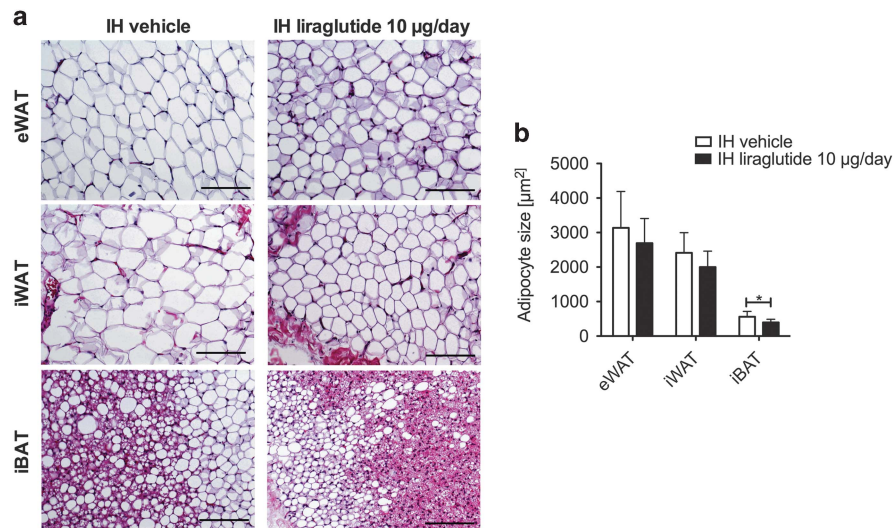 a
IH vehicle
IH liraglutide 10 µg/day
eWAT
iWAT
iBAT
b
IH vehicle
IH liraglutide 10 µg/day
Adipocyte size [µm²]
5000
4000
3000
2000
1000
0
*
eWAT
iWAT
iBAT